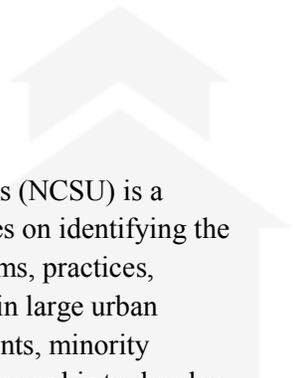 s (NCSU) is a
es on identifying the
ms, practices,
in large urban
nts, minority